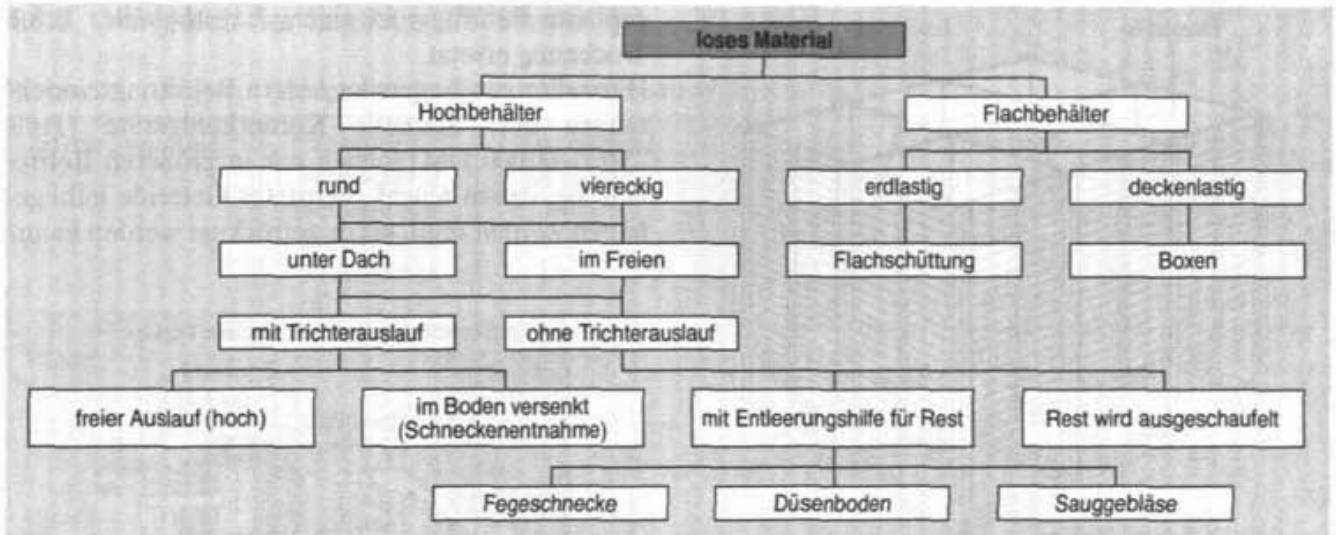 loses Material
Hochbehälter
Flachbehälter
rund
viereckig
erdlastig
deckenlastig
unter Dach
im Freien
Flachschüttung
Boxen
mit Trichterauslauf
ohne Trichterauslauf
freier Auslauf (hoch)
im Boden versenkt
(Schneckenentnahme)
mit Entleerungshilfe für Rest
Rest wird ausgeschaufelt
Fegeschnecke
Düsenboden
Sauggebläse